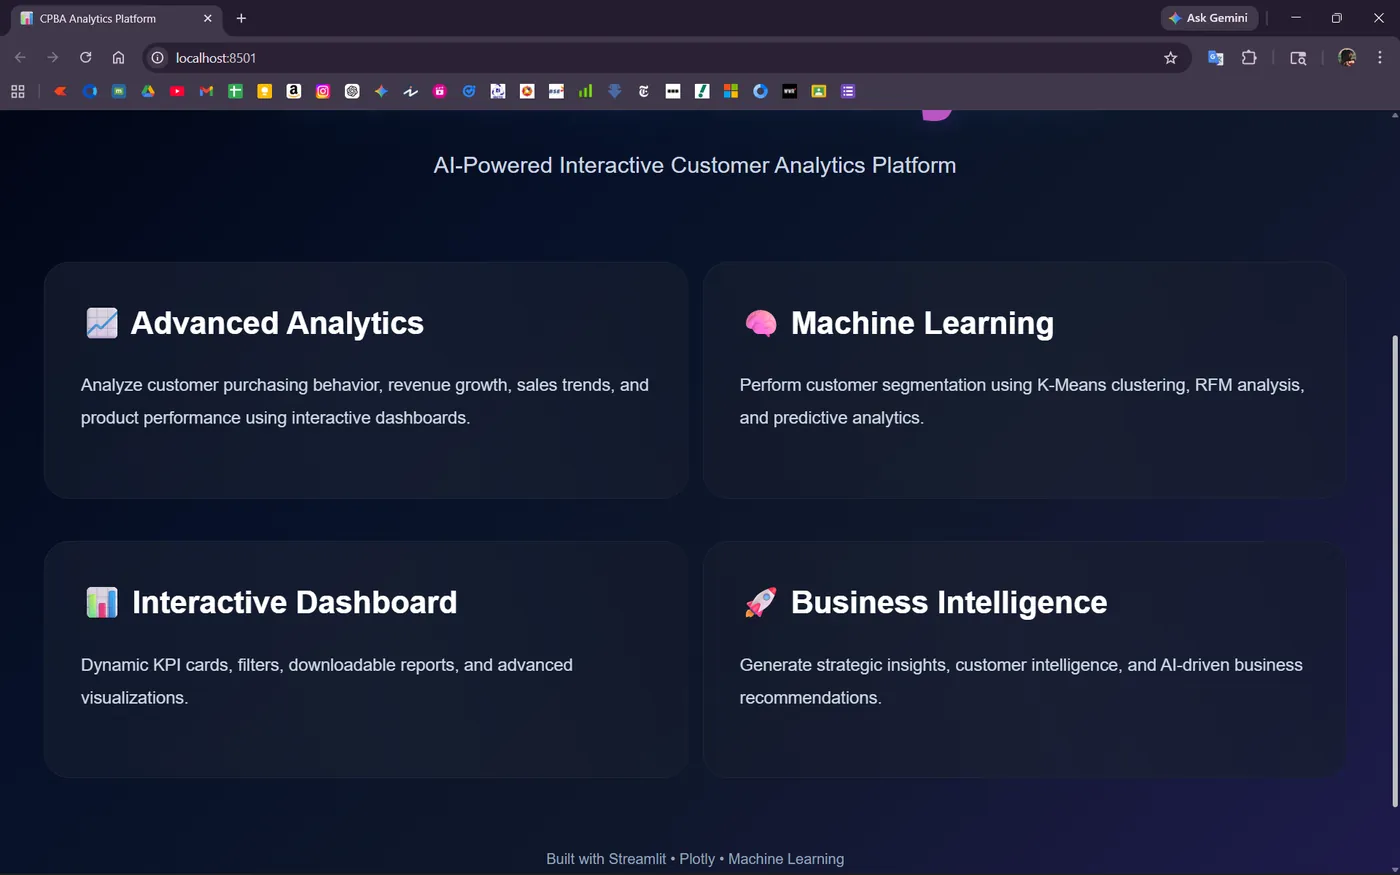 CPBA Analytics Platform
Ask Gemini
localhost:8501
AI-Powered Interactive Customer Analytics Platform
📈 Advanced Analytics
Analyze customer purchasing behavior, revenue growth, sales trends, and
product performance using interactive dashboards.
🧠 Machine Learning
Perform customer segmentation using K-Means clustering, RFM analysis,
and predictive analytics.
📊 Interactive Dashboard
Dynamic KPI cards, filters, downloadable reports, and advanced
visualizations.
🚀 Business Intelligence
Generate strategic insights, customer intelligence, and AI-driven business
recommendations.
Built with Streamlit • Plotly • Machine Learning